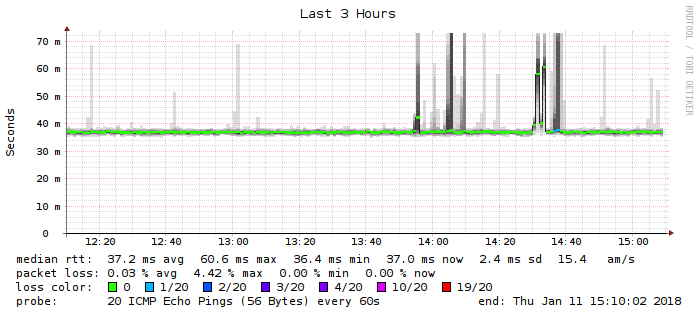 Last 3 Hours
RRDTOOL / TOBI OETIKER
Seconds
70 m
60 m
50 m
40 m
30 m
20 m
10 m
0
12:20 12:40 13:00 13:20 13:40 14:00 14:20 14:40 15:00
median rtt: 37.2 ms avg 60.6 ms max 36.4 ms min 37.0 ms now 2.4 ms sd 15.4 am/s
packet loss: 0.03 % avg 4.42 % max 0.00 % min 0.00 % now
loss color: 0 1/20 2/20 3/20 4/20 10/20 19/20
probe: 20 ICMP Echo Pings (56 Bytes) every 60s end: Thu Jan 11 15:10:02 2018